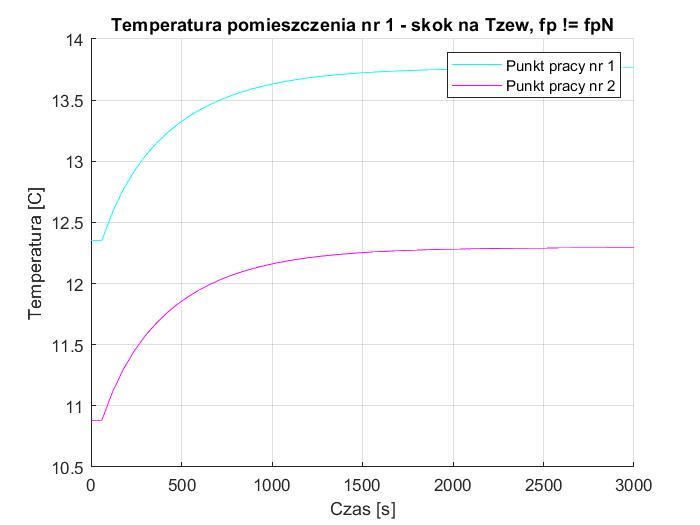 Temperatura pomieszczenia nr 1 - skok na Tzew, fp != fpN
Punkt pracy nr 1
Punkt pracy nr 2
Temperatura [C]
14
13.5
13
12.5
12
11.5
11
10.5
0 500 1000 1500 2000 2500 3000
Czas [s]